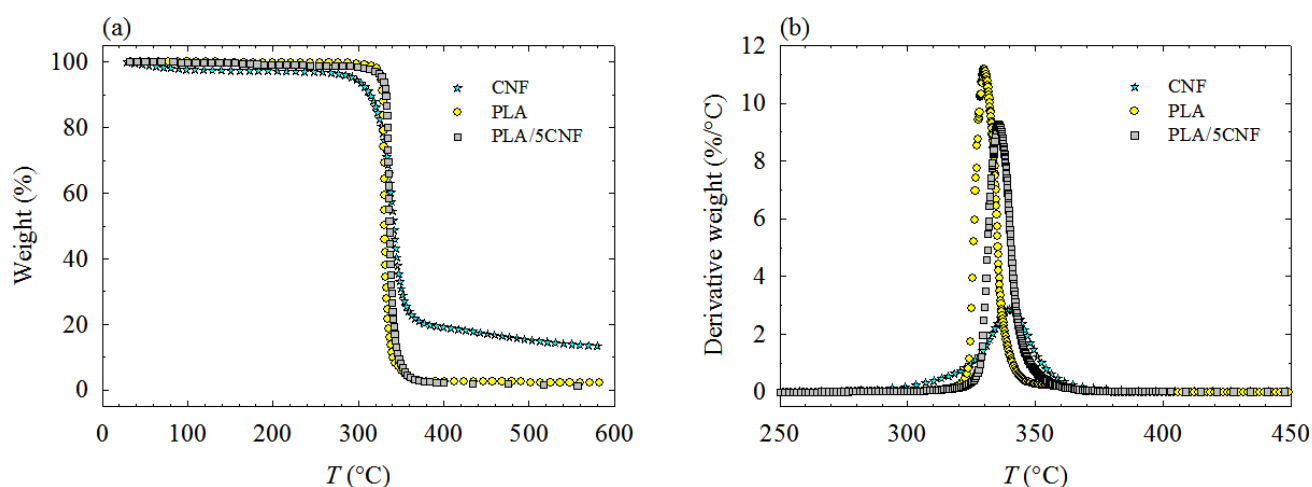 (a)
100
80
60
40
20
0
Weight (%)
CNF
PLA
PLA/5CNF
0 100 200 300 400 500 600
T (°C)
(b)
12
10
8
6
4
2
0
Derivative weight (%/°C)
CNF
PLA
PLA/5CNF
250 300 350 400 450
T (°C)